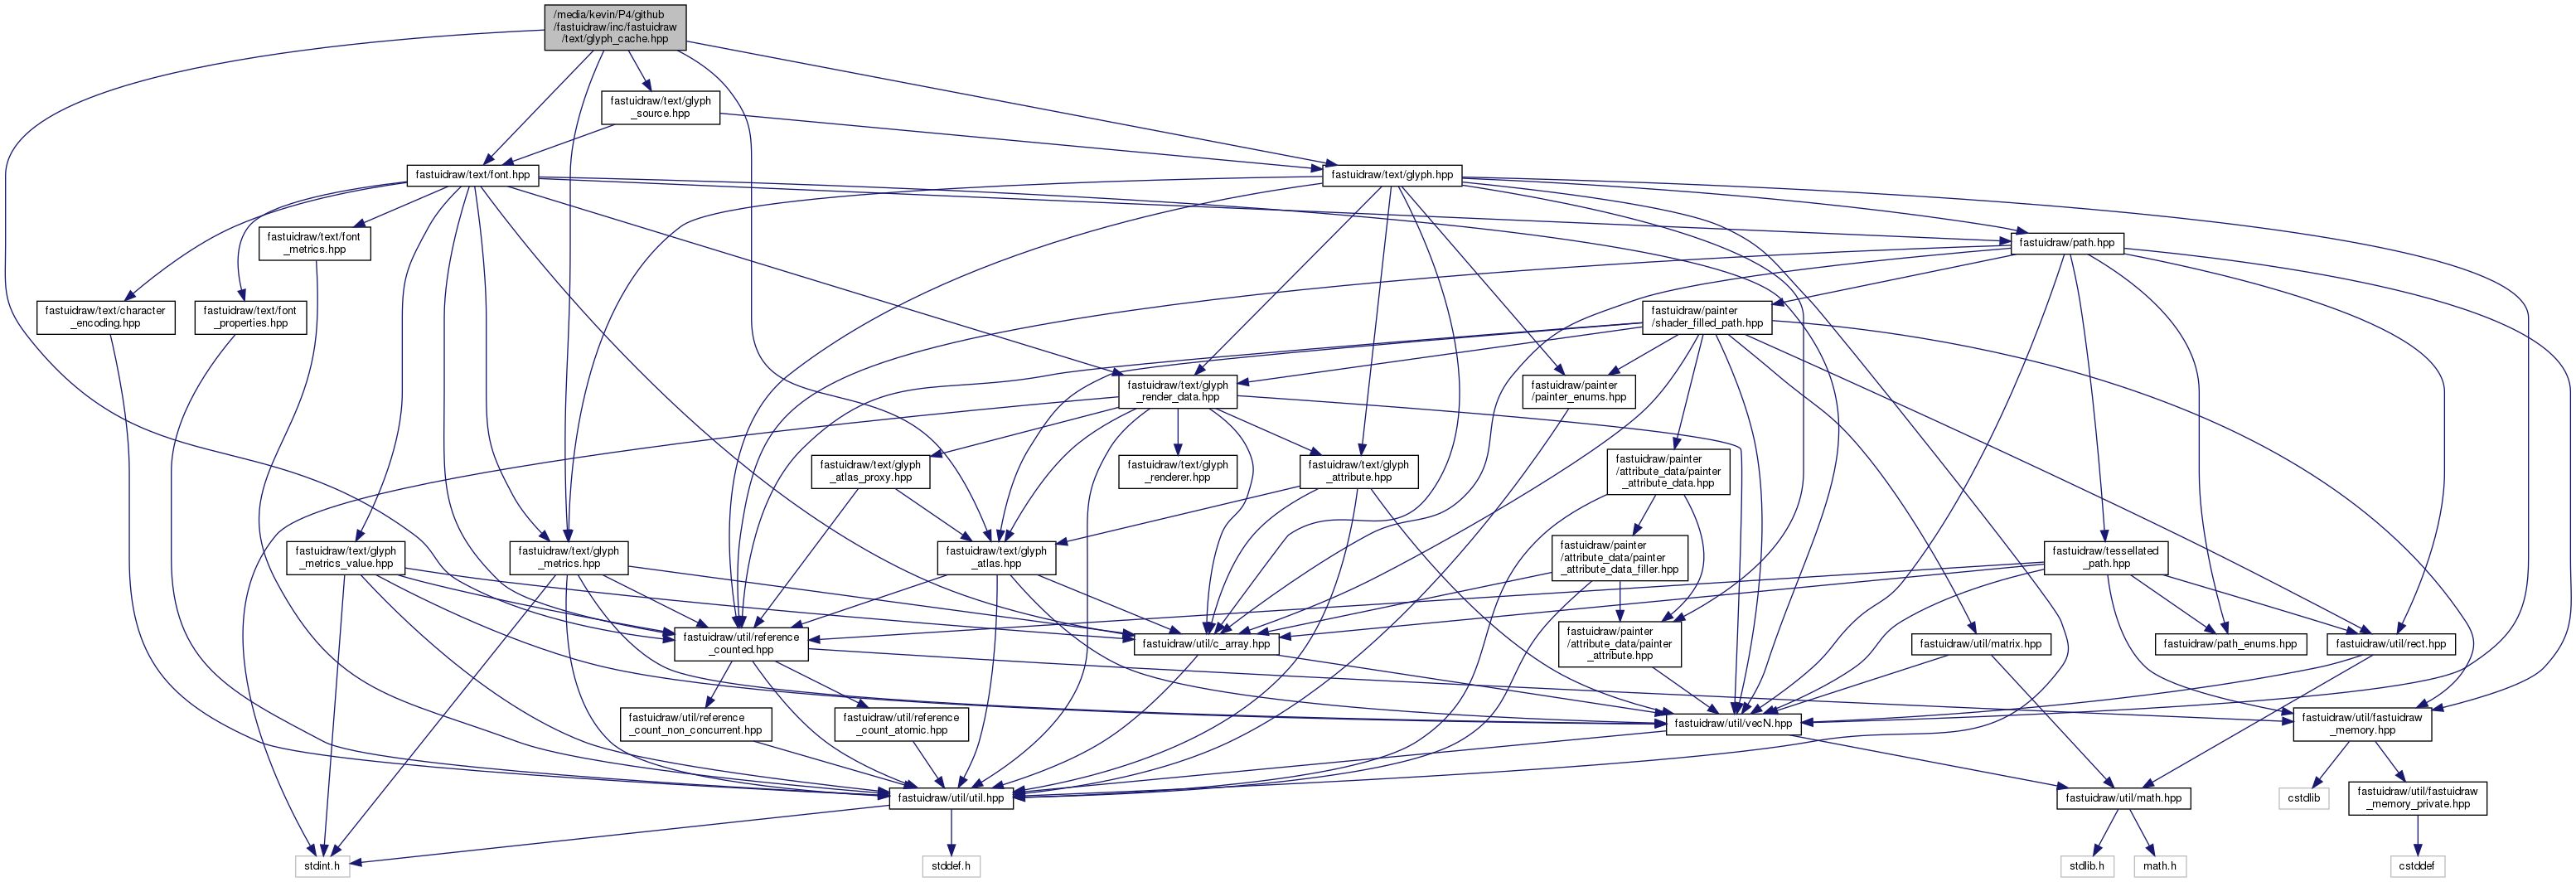 /media/kevin/P4/github
/fastuidraw/inc/fastuidraw
/text/glyph_cache.hpp
fastuidraw/text/glyph
_source.hpp
fastuidraw/text/font.hpp
fastuidraw/text/glyph.hpp
fastuidraw/text/font
_metrics.hpp
fastuidraw/path.hpp
fastuidraw/text/character
_encoding.hpp
fastuidraw/text/font
_properties.hpp
fastuidraw/painter
/shader_filled_path.hpp
fastuidraw/text/glyph
_render_data.hpp
fastuidraw/painter
/painter_enums.hpp
fastuidraw/text/glyph
_atlas_proxy.hpp
fastuidraw/text/glyph
_renderer.hpp
fastuidraw/text/glyph
_attribute.hpp
fastuidraw/painter
/attribute_data/painter
_attribute_data.hpp
fastuidraw/text/glyph
_metrics_value.hpp
fastuidraw/text/glyph
_metrics.hpp
fastuidraw/text/glyph
_atlas.hpp
fastuidraw/painter
/attribute_data/painter
_attribute_data_filler.hpp
fastuidraw/tessellated
_path.hpp
fastuidraw/util/reference
_counted.hpp
fastuidraw/util/c_array.hpp
fastuidraw/painter
/attribute_data/painter
_attribute.hpp
fastuidraw/util/matrix.hpp
fastuidraw/path_enums.hpp
fastuidraw/util/rect.hpp
fastuidraw/util/reference
_count_non_concurrent.hpp
fastuidraw/util/reference
_count_atomic.hpp
fastuidraw/util/vecN.hpp
fastuidraw/util/fastuidraw
_memory.hpp
fastuidraw/util/util.hpp
fastuidraw/util/math.hpp
cstdlib
fastuidraw/util/fastuidraw
_memory_private.hpp
stdint.h
stddef.h
stdlib.h
math.h
cstddef